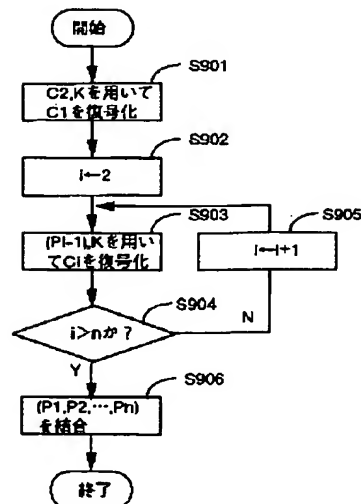 開始
S901
C2,Kを用いて
C1を復号化
S902
i←2
S903
S905
(Pi-1),Kを用い
てCiを復号化
i←i+1
S904
i>nか?
N
Y
S906
(P1,P2,…,Pn)
を結合
終了